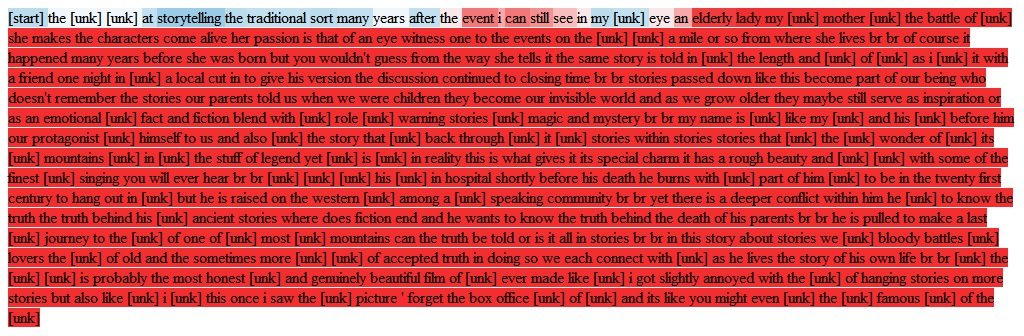 [start] the [unk] [unk] at storytelling the traditional sort many years after the event i can still see in my [unk] eye an elderly lady my [unk] mother [unk] the battle of [unk]
she makes the characters come alive her passion is that of an eye witness one to the events on the [unk] [unk] a mile or so from where she lives br br of course it
happened many years before she was born but you wouldn't guess from the way she tells it the same story is told in [unk] the length and [unk] of [unk] as i [unk] it with
a friend one night in [unk] a local cut in to give his version the discussion continued to closing time br br stories passed down like this become part of our being who
doesn't remember the stories our parents told us when we were children they become our invisible world and as we grow older they maybe still serve as inspiration or
as an emotional [unk] fact and fiction blend with [unk] role [unk] warning stories [unk] magic and mystery br br my name is [unk] like my [unk] and his [unk] before him
our protagonist [unk] himself to us and also [unk] the story that [unk] back through [unk] it [unk] stories within stories stories that [unk] the [unk] wonder of [unk] its
[unk] mountains [unk] in [unk] the stuff of legend yet [unk] is [unk] in reality this is what gives it its special charm it has a rough beauty and [unk] [unk] with some of the
finest [unk] singing you will ever hear br br [unk] [unk] [unk] his [unk] in hospital shortly before his death he burns with [unk] part of him [unk] to be in the twenty first
century to hang out in [unk] but he is raised on the western [unk] among a [unk] speaking community br br yet there is a deeper conflict within him he [unk] to know the
truth the truth behind his [unk] ancient stories where does fiction end and he wants to know the truth behind the death of his parents br br he is pulled to make a last
[unk] journey to the [unk] of one of [unk] most [unk] mountains can the truth be told or is it all in stories br br in this story about stories we [unk] bloody battles [unk]
lovers the [unk] of old and the sometimes more [unk] [unk] of accepted truth in doing so we each connect with [unk] as he lives the story of his own life br br [unk] the
[unk] [unk] is probably the most honest [unk] and genuinely beautiful film of [unk] ever made like [unk] i got slightly annoyed with the [unk] of hanging stories on more
stories but also like [unk] i [unk] this once i saw the [unk] picture ' forget the box office [unk] of [unk] and its like you might even [unk] the [unk] famous [unk] of the
[unk]